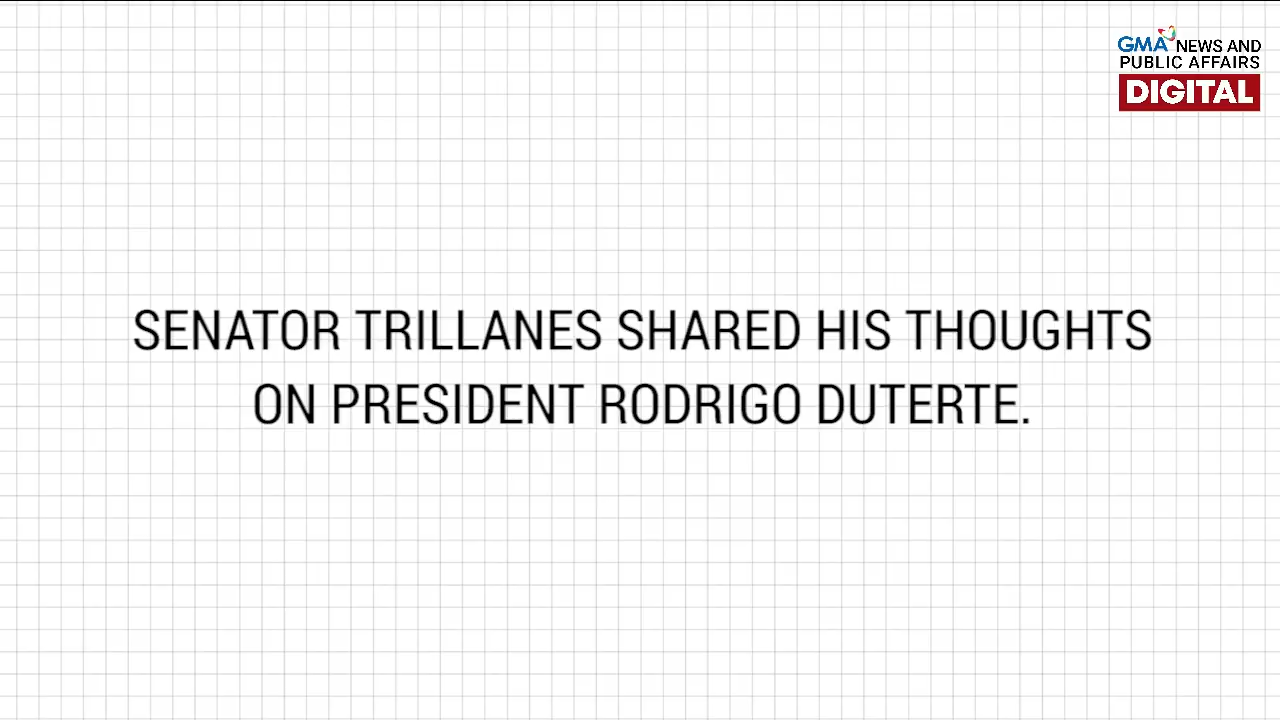 GMA NEWS AND
PUBLIC AFFAIRS
DIGITAL
SENATOR TRILLANES SHARED HIS THOUGHTS
ON PRESIDENT RODRIGO DUTERTE.